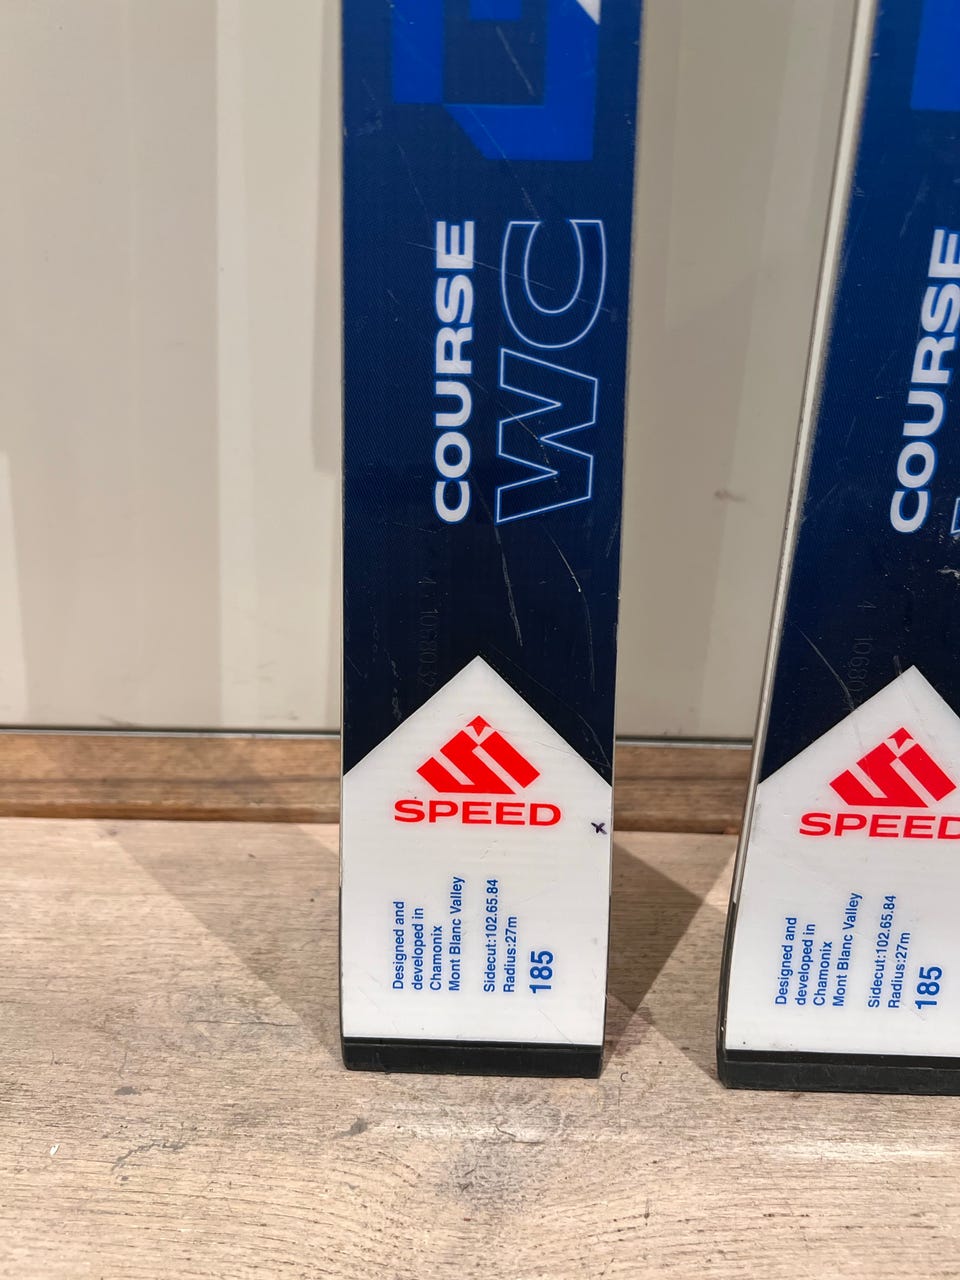 COURSE
WC
SPEED
x
Designed and
developed in
Chamonix
Mont Blanc Valley
Sidecut:102.65.84
Radius:27m
185
COURSE
SPEED
Designed and
developed in
Chamonix
Mont Blanc Valley
Sidecut:102.65.84
Radius:27m
185